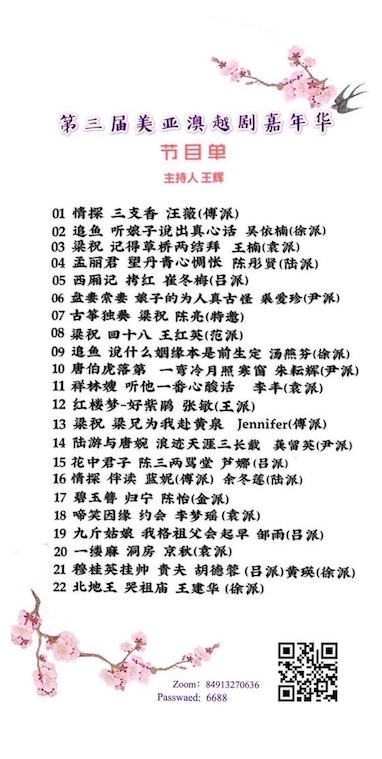 第三届美亚澳越剧嘉年华
节目单
主持人 王辉
01 情探 三支香 汪薇(傅派)
02 追鱼 听娘子说出真心话 吴依楠(徐派)
03 梁祝 记得草桥两结拜 王楠(袁派)
04 孟丽君 望丹青心惆怅 陈彤贤(陆派)
05 西厢记 拷红 崔冬梅(吕派)
06 盘妻索妻 娘子的为人真古怪 裘爱珍(尹派)
07 古筝独奏 梁祝 陈亮(特邀)
08 梁祝 四十八 王红英(范派)
09 追鱼 说什么姻缘本是前生定 汤燕芬(徐派)
10 唐伯虎落第 一弯冷月照寒窗 朱耘辉(尹派)
11 祥林嫂 听他一番心酸话 李丰(袁派)
12 红楼梦-好紫鹃 张敏(王派)
13 梁祝 梁兄为我赴黄泉 Jennifer(傅派)
14 陆游与唐婉 浪迹天涯三长载 龚留英(尹派)
15 花中君子 陈三两骂堂 芦娜(吕派)
16 情探 伴读 蓝妮(傅派) 余冬莲(陆派)
17 碧玉簪 归宁 陈怡(金派)
18 啼笑因缘 约会 李梦瑶(袁派)
19 九斤姑娘 我格祖父会起早 邹雨(吕派)
20 一缕麻 洞房 京秋(袁派)
21 穆桂英挂帅 贵夫 胡德蓉 (吕派)黄瑛(徐派)
22 北地王 哭祖庙 王建华 (徐派)
Zoom: 84913270636
Passwaed: 6688